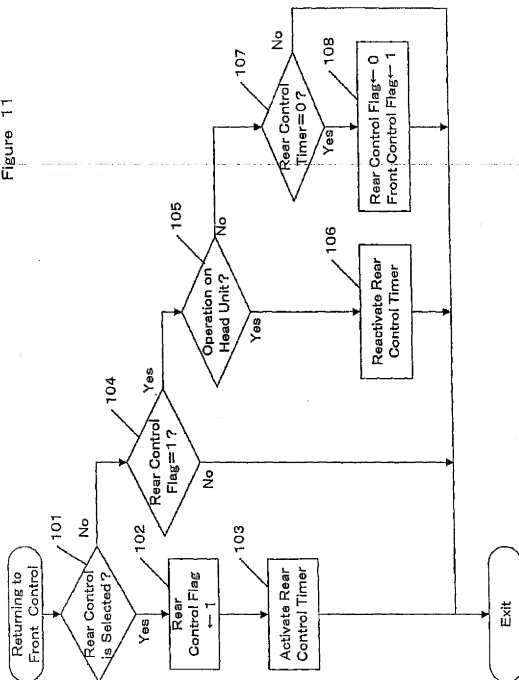 Figure 11
Returning to
Front Control
101
Rear Control
is Selected?
No
Yes
102
Rear
Control Flag
←1
103
Activate Rear
Control Timer
104
Rear Control
Flag=1?
Yes
No
105
Operation on
Head Unit?
No
Yes
106
Reactivate Rear
Control Timer
107
Rear Control
Timer=0?
No
Yes
108
Rear Control Flag←0
Front Control Flag←1
Exit